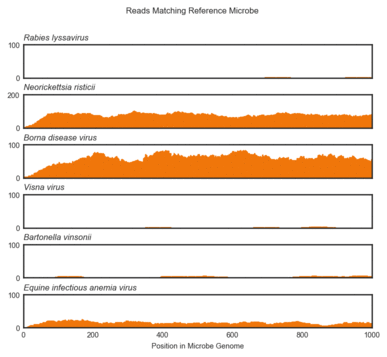 Reads Matching Reference Microbe
Rabies lyssavirus
100
0
Neorickettsia risticii
200
0
Borna disease virus
100
0
Visna virus
100
0
Bartonella vinsonii
100
0
Equine infectious anemia virus
100
0
0 200 400 600 800 1000
Position in Microbe Genome